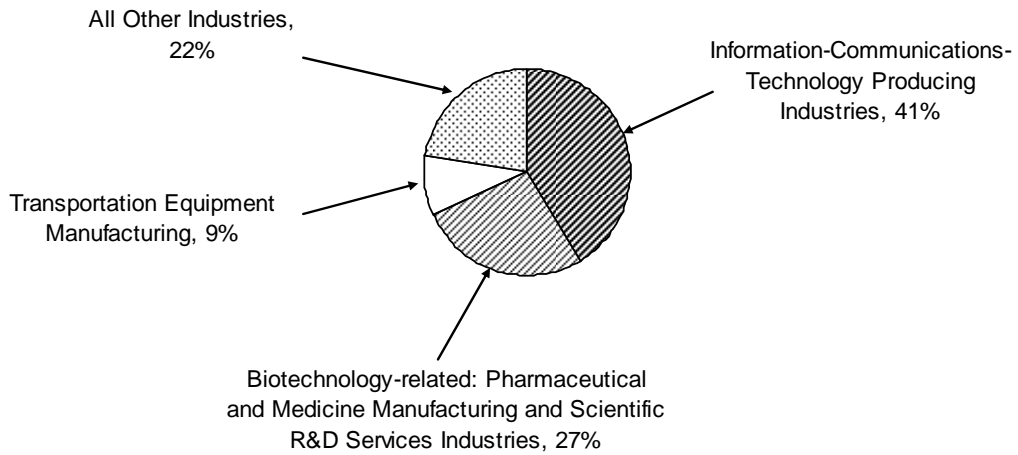 All Other Industries,
22%
Information-Communications-
Technology Producing
Industries, 41%
Transportation Equipment
Manufacturing, 9%
Biotechnology-related: Pharmaceutical
and Medicine Manufacturing and Scientific
R&D Services Industries, 27%